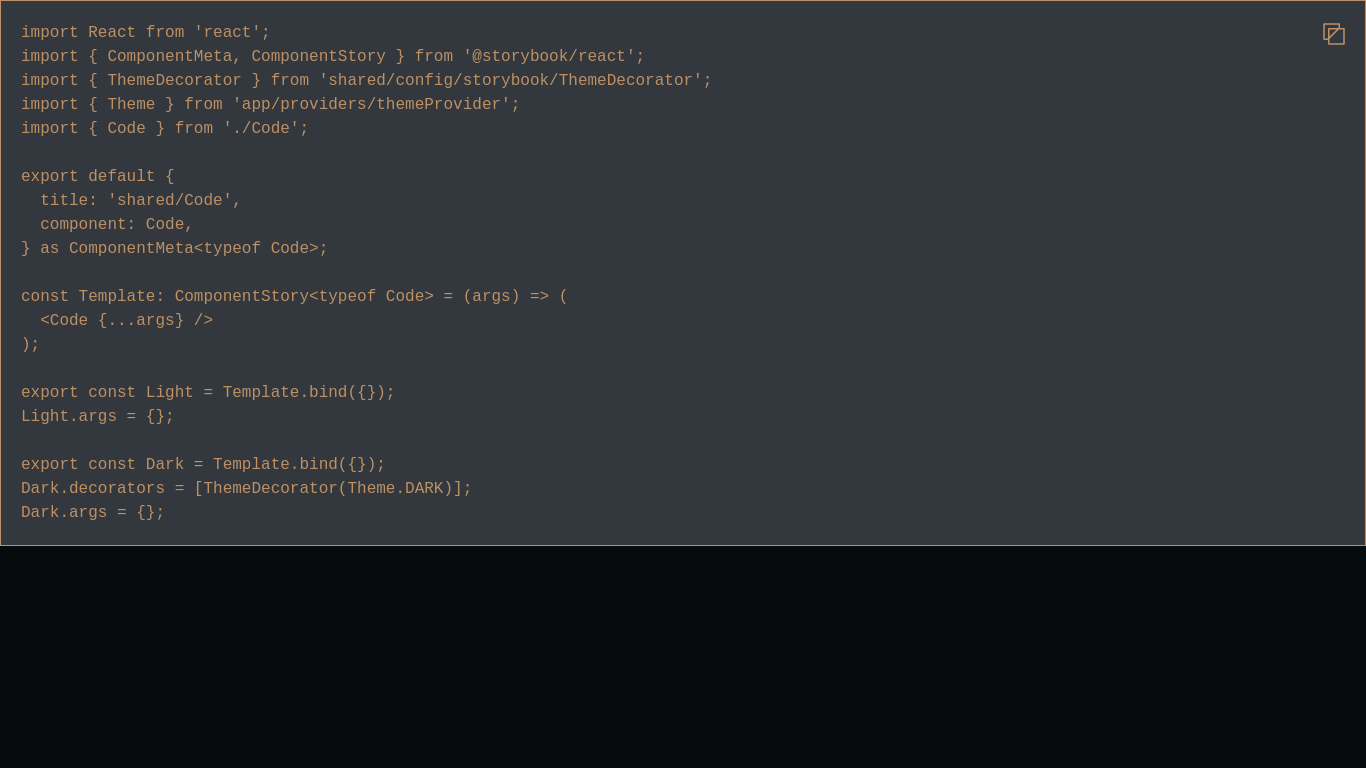 import React from 'react';
import { ComponentMeta, ComponentStory } from '@storybook/react';
import { ThemeDecorator } from 'shared/config/storybook/ThemeDecorator';
import { Theme } from 'app/providers/themeProvider';
import { Code } from './Code';

export default {
  title: 'shared/Code',
  component: Code,
} as ComponentMeta<typeof Code>;

const Template: ComponentStory<typeof Code> = (args) => (
  <Code {...args} />
);

export const Light = Template.bind({});
Light.args = {};

export const Dark = Template.bind({});
Dark.decorators = [ThemeDecorator(Theme.DARK)];
Dark.args = {};